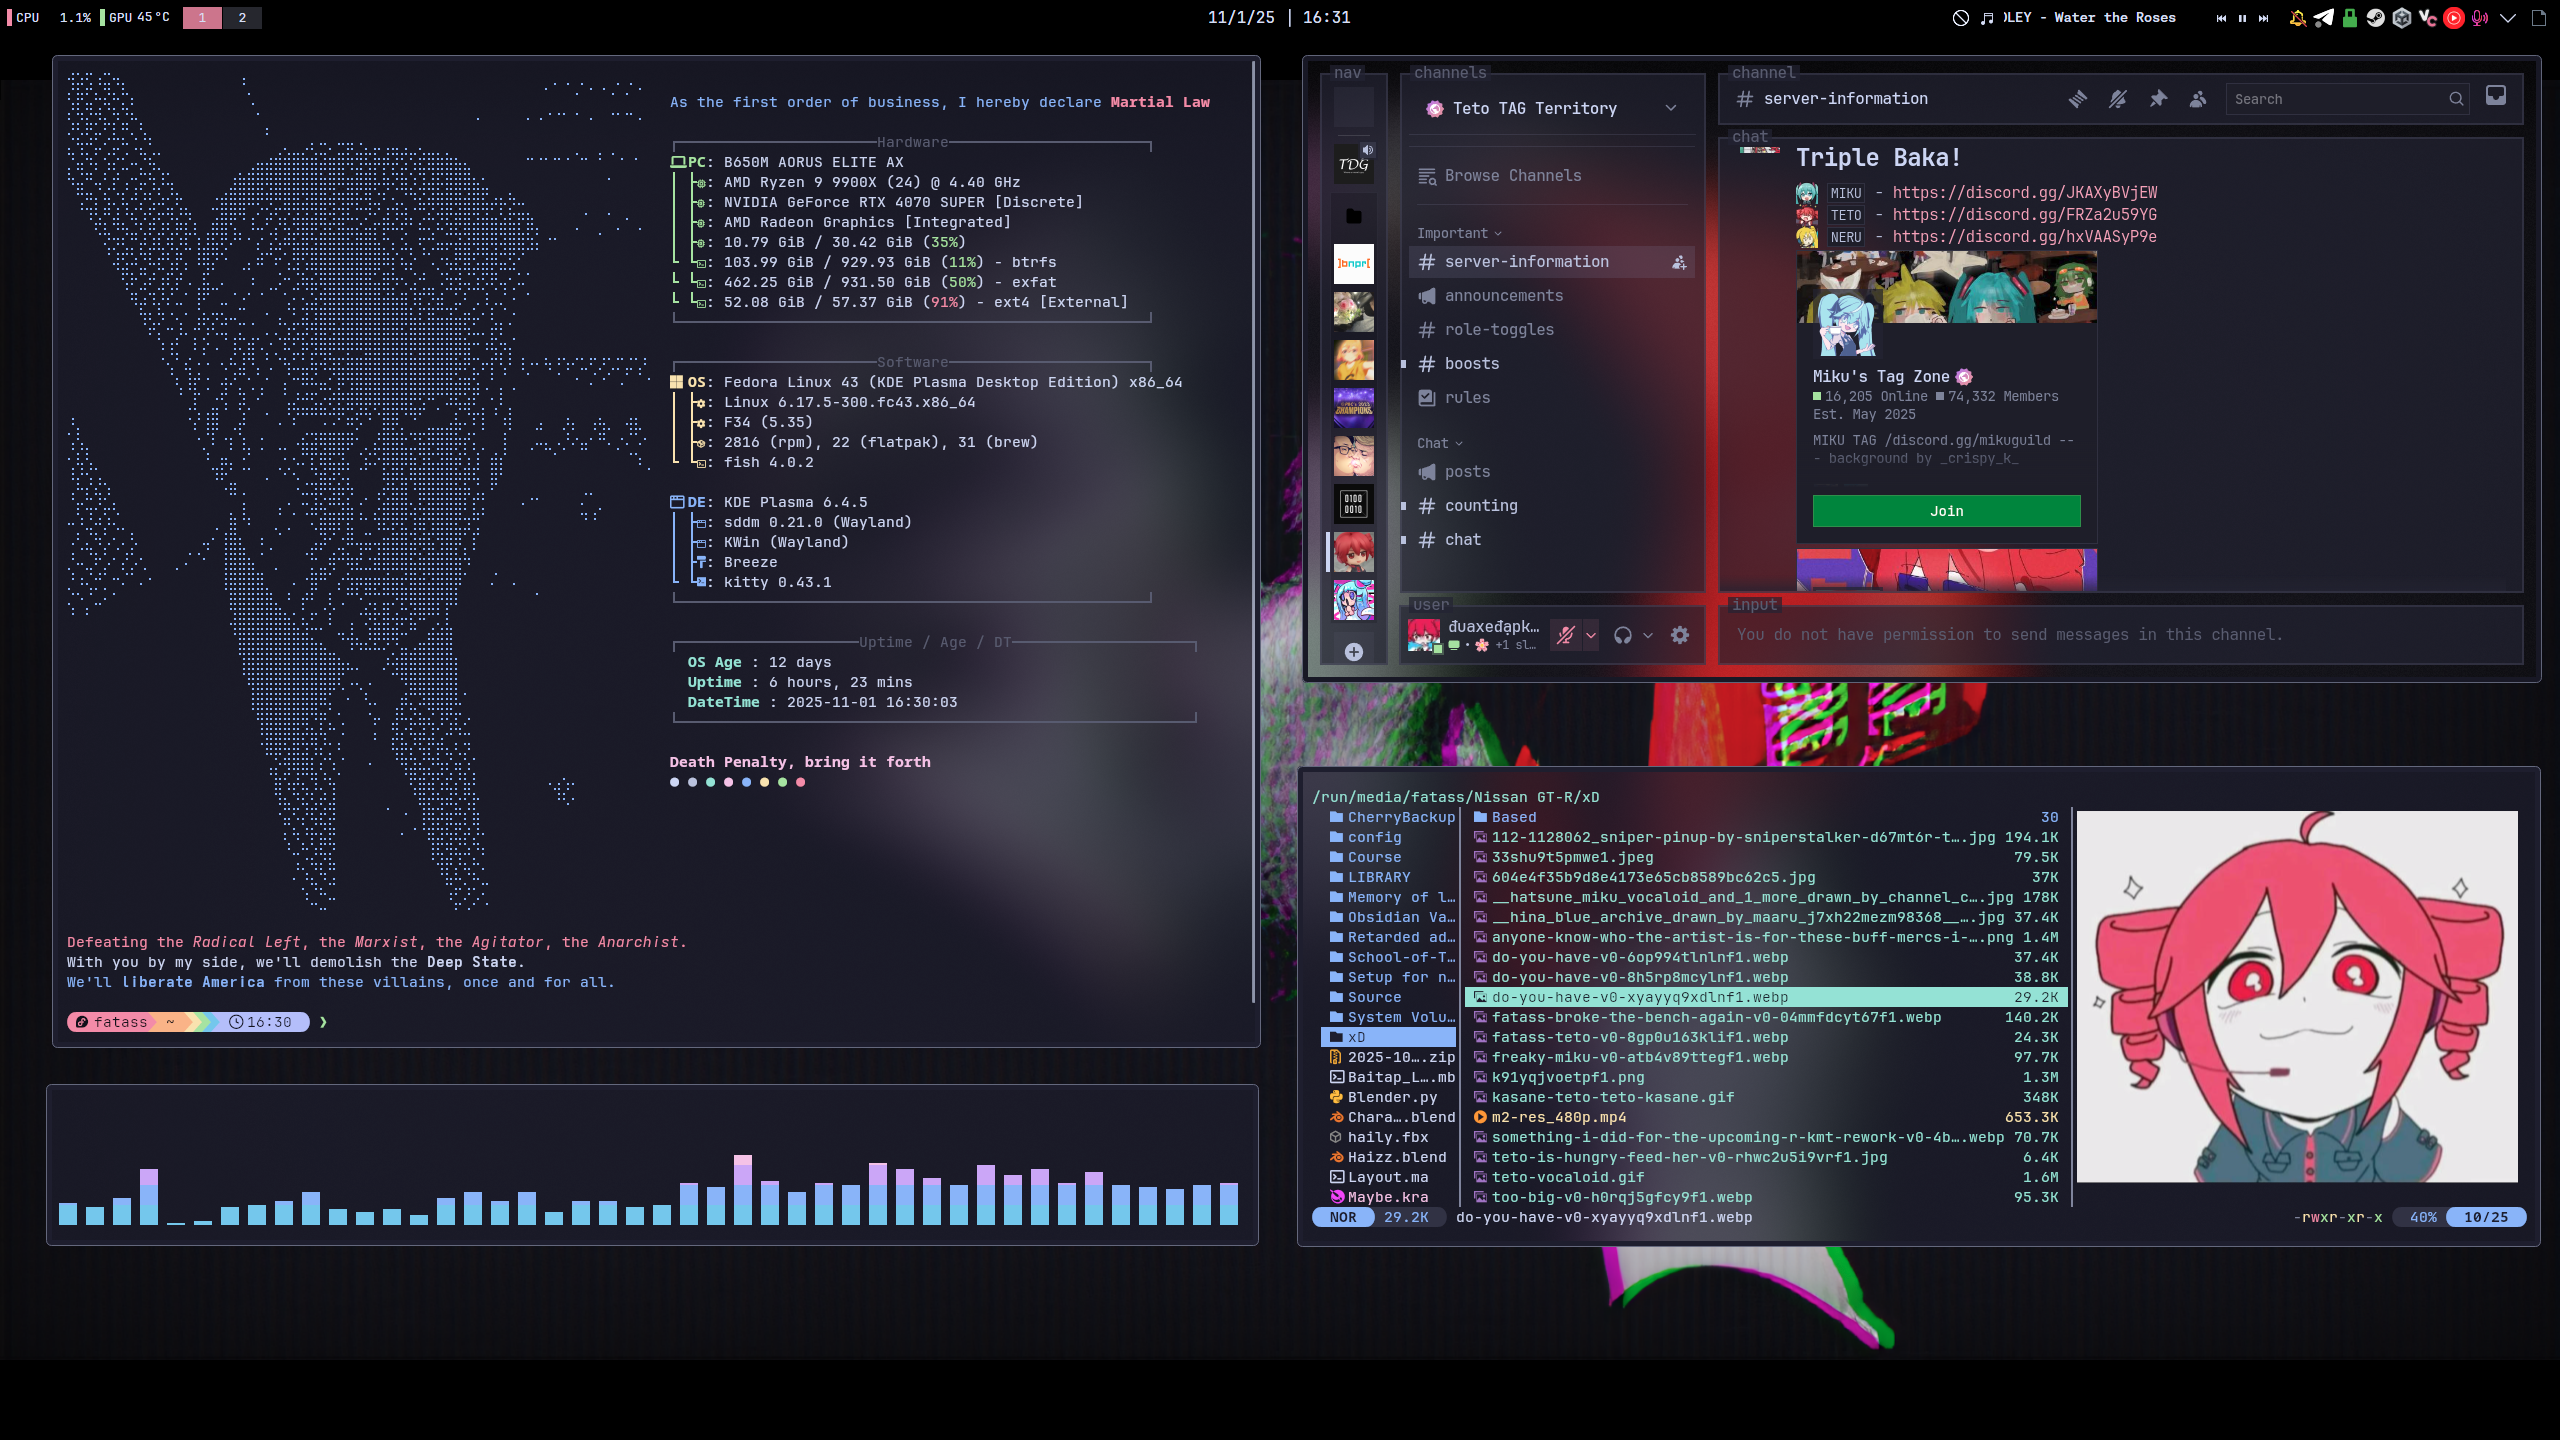 CPU 1.1% GPU 45°C 1 2
11/1/25 | 16:31
DLEY - Water the Roses
As the first order of business, I hereby declare Martial Law
Hardware
PC: B650M AORUS ELITE AX
: AMD Ryzen 9 9900X (24) @ 4.40 GHz
: NVIDIA GeForce RTX 4070 SUPER [Discrete]
: AMD Radeon Graphics [Integrated]
: 10.79 GiB / 30.42 GiB (35%)
: 103.99 GiB / 929.93 GiB (11%) - btrfs
: 462.25 GiB / 931.50 GiB (50%) - exfat
: 52.08 GiB / 57.37 GiB (91%) - ext4 [External]
Software
OS: Fedora Linux 43 (KDE Plasma Desktop Edition) x86_64
: Linux 6.17.5-300.fc43.x86_64
: F34 (5.35)
: 2816 (rpm), 22 (flatpak), 31 (brew)
: fish 4.0.2
DE: KDE Plasma 6.4.5
: sddm 0.21.0 (Wayland)
: KWin (Wayland)
: Breeze
: kitty 0.43.1
Uptime / Age / DT
OS Age : 12 days
Uptime : 6 hours, 23 mins
DateTime : 2025-11-01 16:30:03
Death Penalty, bring it forth
Defeating the Radical Left, the Marxist, the Agitator, the Anarchist.
With you by my side, we'll demolish the Deep State.
We'll liberate America from these villains, once and for all.
fatass ~ 16:30 ❯
nav
TDG
]bnpr[
CHAMPIONS
0100
0010
channels
Teto TAG Territory
Browse Channels
Important
# server-information
announcements
# role-toggles
# boosts
rules
Chat
posts
# counting
# chat
user
đuaxeđạpk…
+1 sl…
channel
# server-information
Search
chat
Triple Baka!
MIKU - https://discord.gg/JKAXyBVjEW
TETO - https://discord.gg/FRZa2u59YG
NERU - https://discord.gg/hxVAASyP9e
Miku's Tag Zone
16,205 Online 74,332 Members
Est. May 2025
MIKU TAG /discord.gg/mikuguild --
- background by _crispy_k_
Join
input
You do not have permission to send messages in this channel.
/run/media/fatass/Nissan GT-R/xD
CherryBackup
config
Course
LIBRARY
Memory of l…
Obsidian Va…
Retarded ad…
School-of-T…
Setup for n…
Source
System Volu…
xD
2025-10….zip
Baitap_L….mb
Blender.py
Chara….blend
haily.fbx
Haizz.blend
Layout.ma
Maybe.kra
Based 30
112-1128062_sniper-pinup-by-sniperstalker-d67mt6r-t….jpg 194.1K
33shu9t5pmwe1.jpeg 79.5K
604e4f35b9d8e4173e65cb8589bc62c5.jpg 37K
__hatsune_miku_vocaloid_and_1_more_drawn_by_channel_c….jpg 178K
__hina_blue_archive_drawn_by_maaru_j7xh22mezm98368__….jpg 37.4K
anyone-know-who-the-artist-is-for-these-buff-mercs-i-….png 1.4M
do-you-have-v0-6op994tlnlnf1.webp 37.4K
do-you-have-v0-8h5rp8mcylnf1.webp 38.8K
do-you-have-v0-xyayyq9xdlnf1.webp 29.2K
fatass-broke-the-bench-again-v0-04mmfdcyt67f1.webp 140.2K
fatass-teto-v0-8gp0u163klif1.webp 24.3K
freaky-miku-v0-atb4v89ttegf1.webp 97.7K
k91yqjvoetpf1.png 1.3M
kasane-teto-teto-kasane.gif 348K
m2-res_480p.mp4 653.3K
something-i-did-for-the-upcoming-r-kmt-rework-v0-4b….webp 70.7K
teto-is-hungry-feed-her-v0-rhwc2u5i9vrf1.jpg 6.4K
teto-vocaloid.gif 1.6M
too-big-v0-h0rqj5gfcy9f1.webp 95.3K
NOR 29.2K do-you-have-v0-xyayyq9xdlnf1.webp
-rwxr-xr-x 40% 10/25